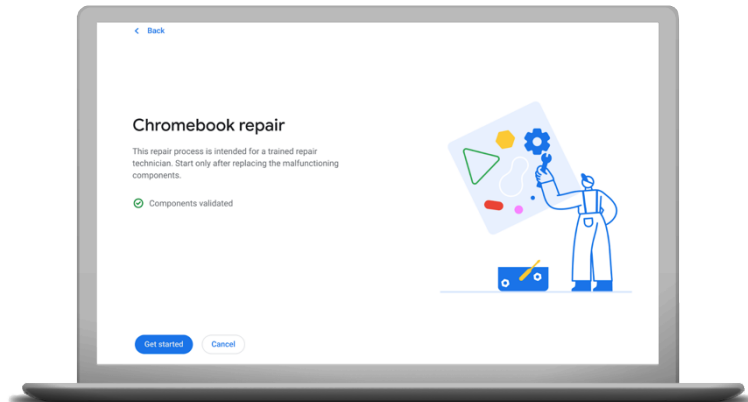 Back
Chromebook repair
This repair process is intended for a trained repair
technician. Start only after replacing the malfunctioning
components.
Components validated
Get started
Cancel